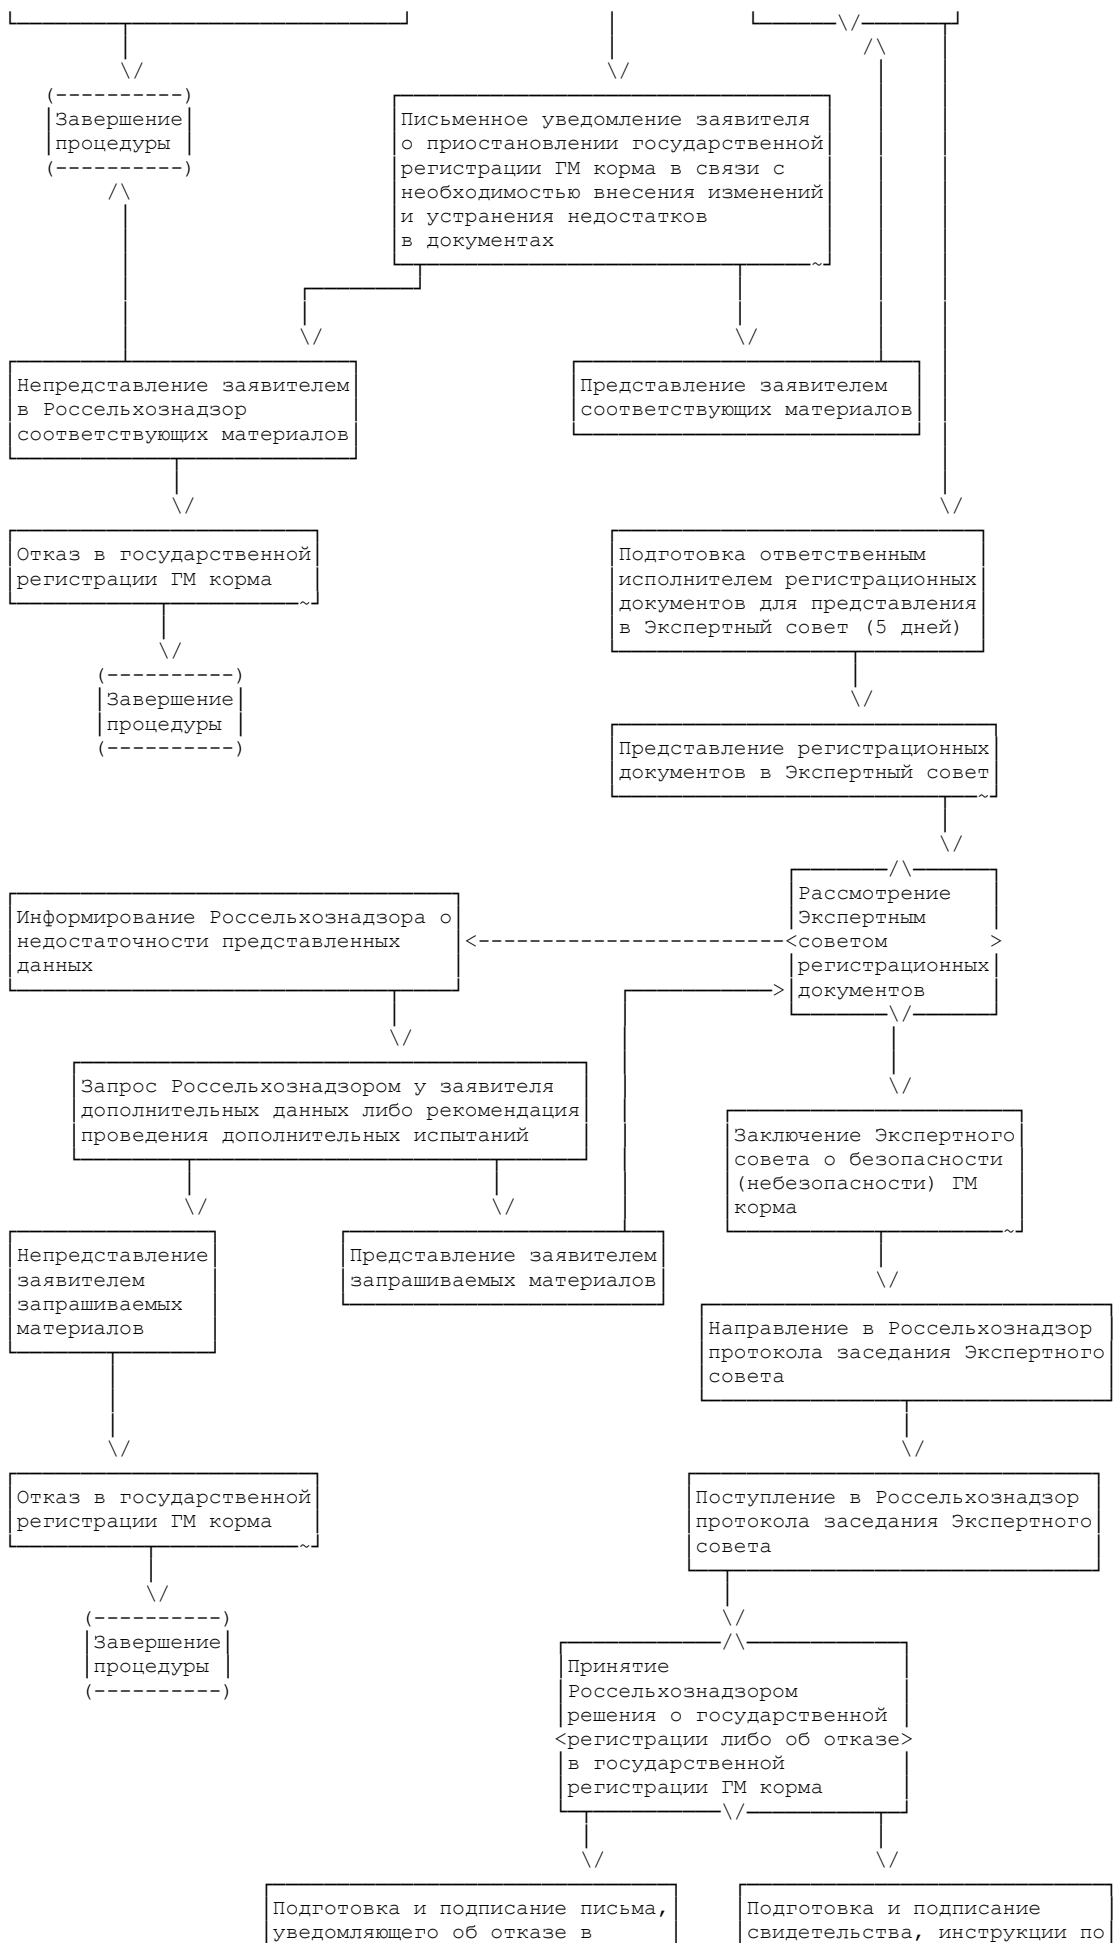 Завершение
процедуры
Письменное уведомление заявителя
о приостановлении государственной
регистрации ГМ корма в связи с
необходимостью внесения изменений
и устранения недостатков
в документах
Непредставление заявителем
в Россельхознадзор
соответствующих материалов
Представление заявителем
соответствующих материалов
Отказ в государственной
регистрации ГМ корма
Подготовка ответственным
исполнителем регистрационных
документов для представления
в Экспертный совет (5 дней)
Завершение
процедуры
Представление регистрационных
документов в Экспертный совет
Информирование Россельхознадзора о
недостаточности представленных
данных
Рассмотрение
Экспертным
советом
регистрационных
документов
Запрос Россельхознадзором у заявителя
дополнительных данных либо рекомендация
проведения дополнительных испытаний
Заключение Экспертного
совета о безопасности
(небезопасности) ГМ
корма
Непредставление
заявителем
запрашиваемых
материалов
Представление заявителем
запрашиваемых материалов
Направление в Россельхознадзор
протокола заседания Экспертного
совета
Отказ в государственной
регистрации ГМ корма
Поступление в Россельхознадзор
протокола заседания Экспертного
совета
Завершение
процедуры
Принятие
Россельхознадзором
решения о государственной
регистрации либо об отказе
в государственной
регистрации ГМ корма
Подготовка и подписание письма,
уведомляющего об отказе в
Подготовка и подписание
свидетельства, инструкции по